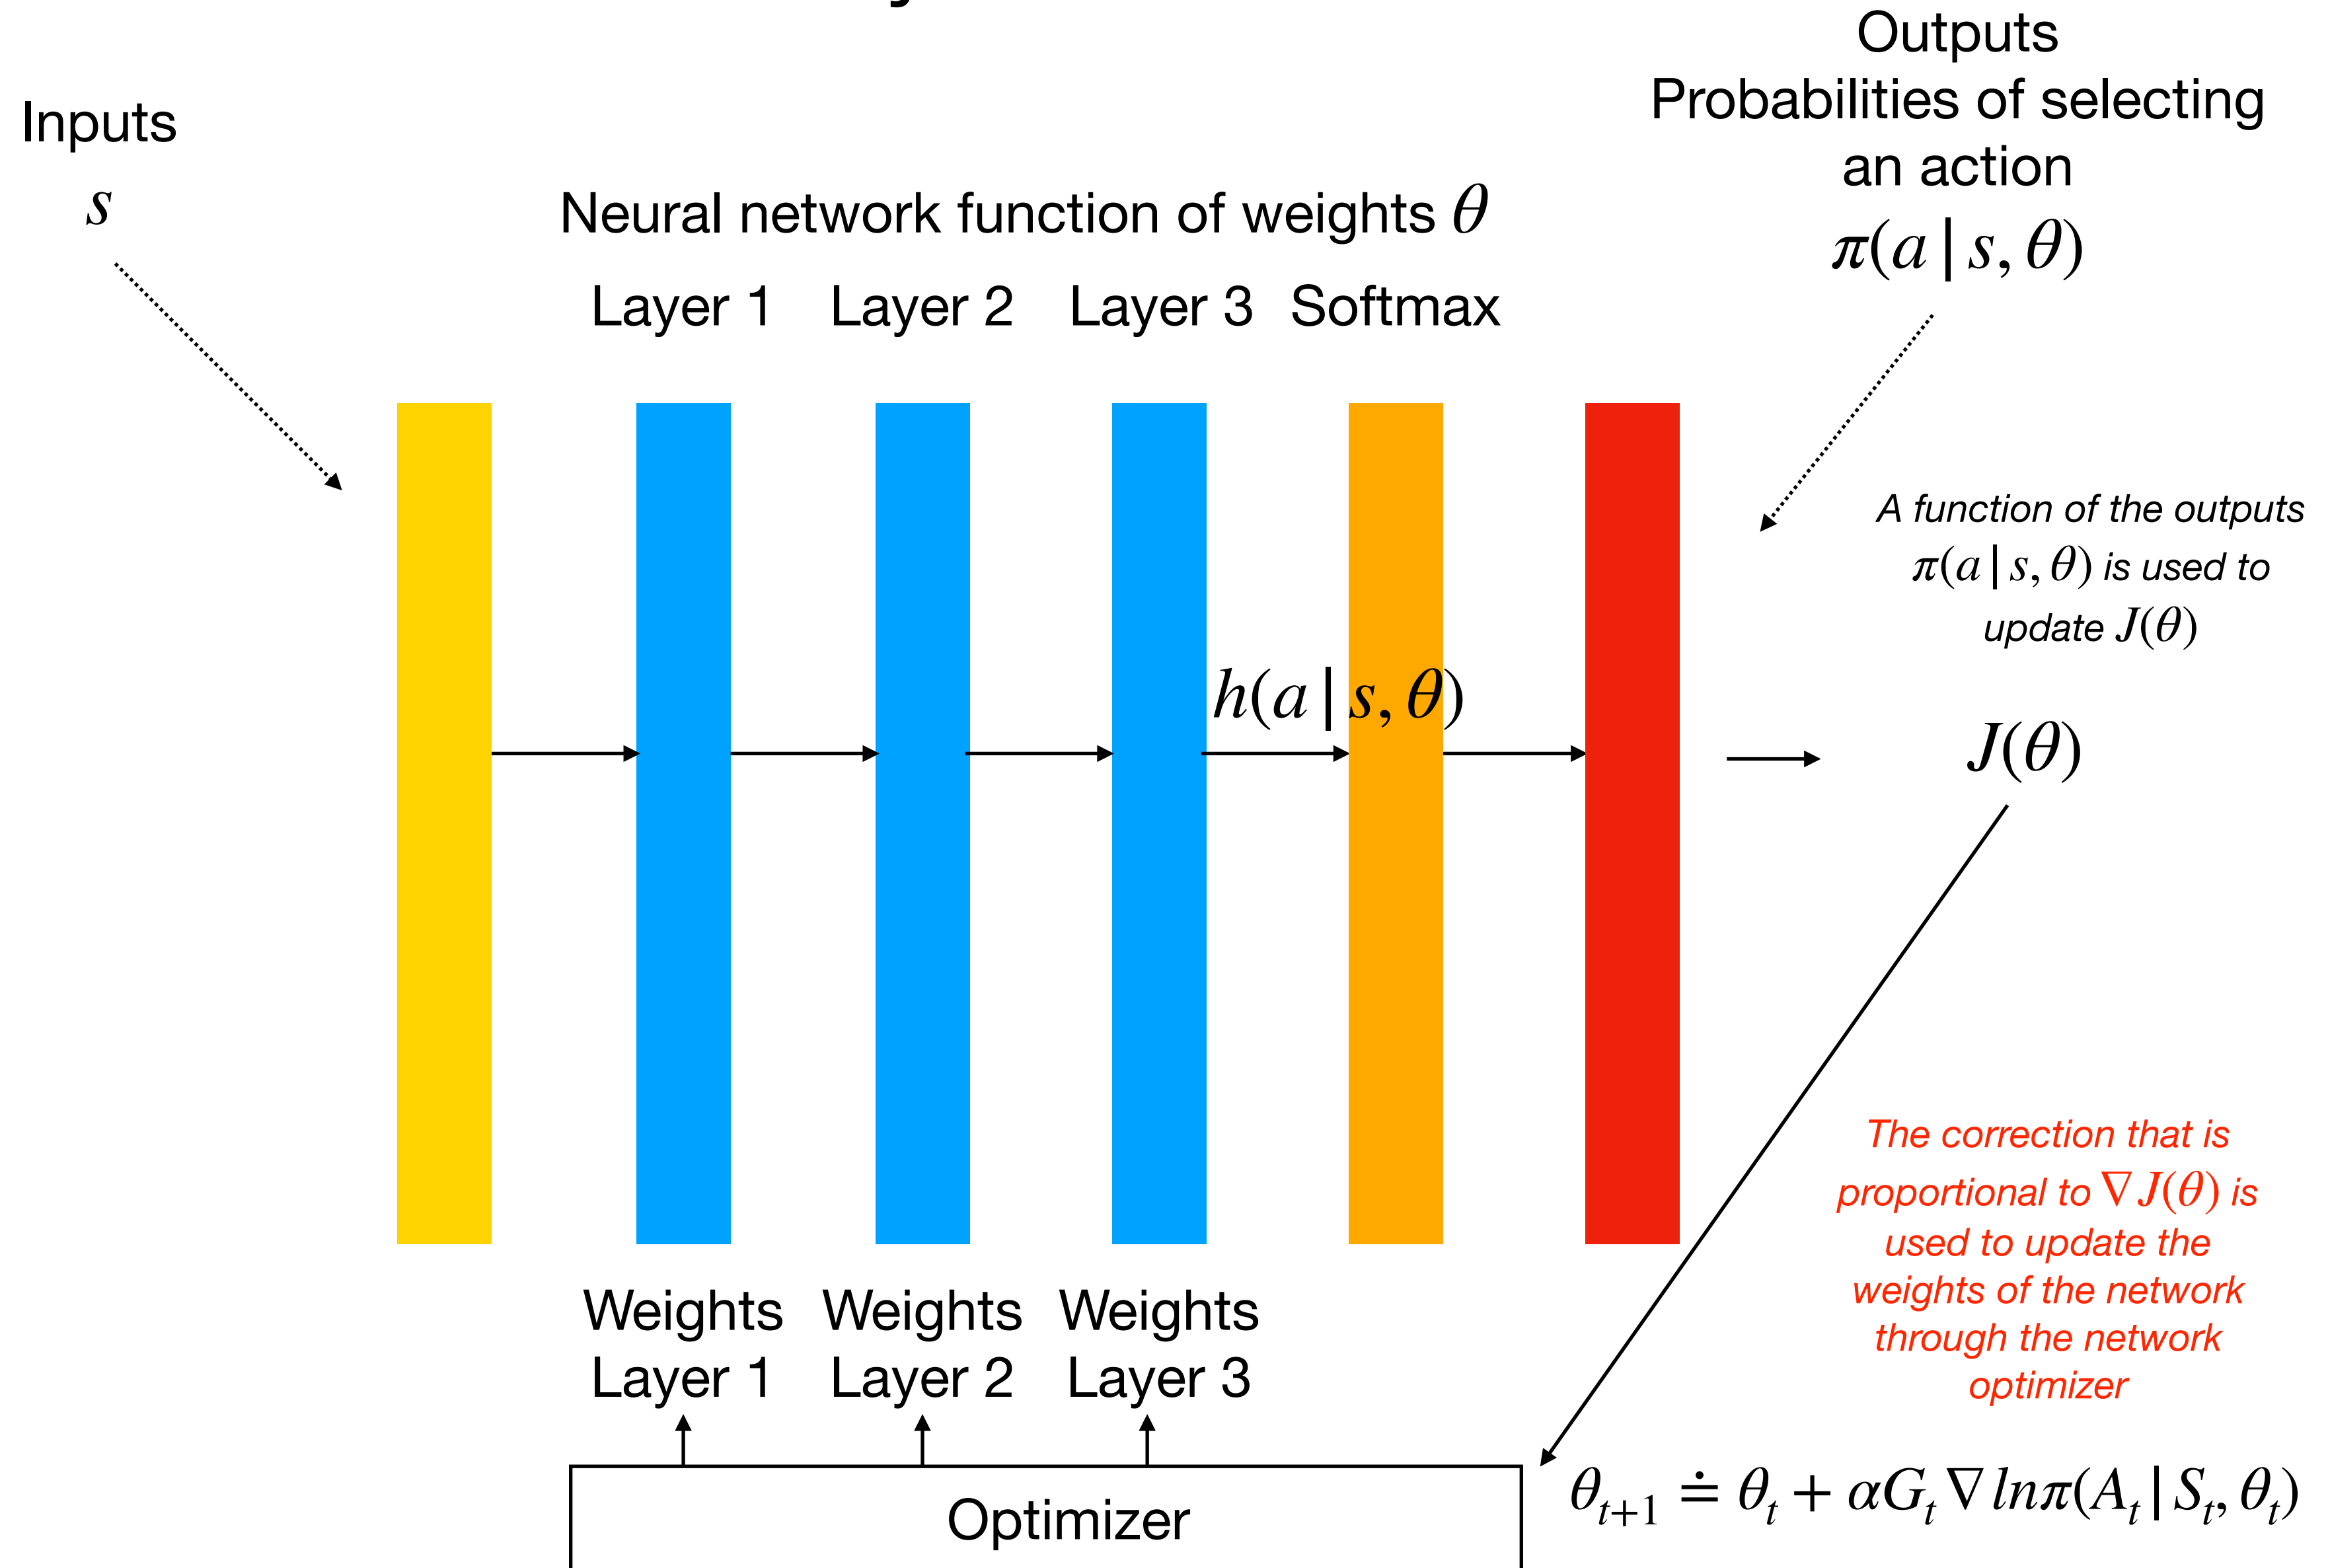 Inputs
s
Outputs
Probabilities of selecting
an action
π(a | s, θ)
Neural network function of weights θ
Layer 1 Layer 2 Layer 3 Softmax
A function of the outputs
π(a | s, θ) is used to
update J(θ)
h(a | s, θ)
J(θ)
The correction that is
proportional to ∇J(θ) is
used to update the
weights of the network
through the network
optimizer
Weights Weights Weights
Layer 1 Layer 2 Layer 3
Optimizer
θ_{t+1} ≐ θ_t + αG_t ∇lnπ(A_t | S_t, θ_t)